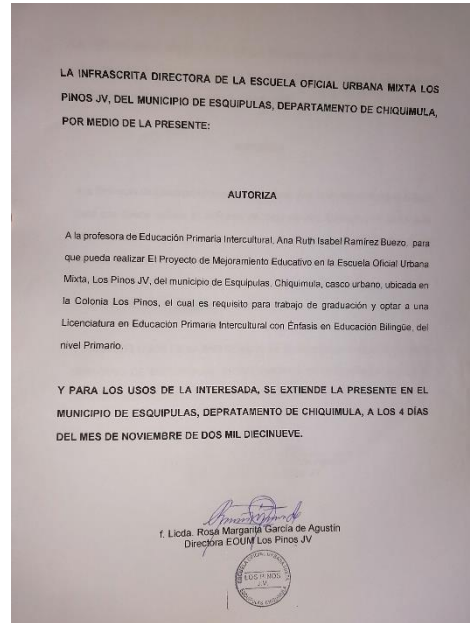 LA INFRASCRITA DIRECTORA DE LA ESCUELA OFICIAL URBANA MIXTA LOS
PINOS JV, DEL MUNICIPIO DE ESQUIPULAS, DEPARTAMENTO DE CHIQUIMULA,
POR MEDIO DE LA PRESENTE:
AUTORIZA
A la profesora de Educación Primaria Intercultural, Ana Ruth Isabel Ramírez Buezo, para
que pueda realizar El Proyecto de Mejoramiento Educativo en la Escuela Oficial Urbana
Mixta, Los Pinos JV, del municipio de Esquipulas, Chiquimula, casco urbano, ubicada en
la Colonia Los Pinos, el cual es requisito para trabajo de graduación y optar a una
Licenciatura en Educación Primaria Intercultural con Énfasis en Educación Bilingüe, del
nivel Primario.
Y PARA LOS USOS DE LA INTERESADA, SE EXTIENDE LA PRESENTE EN EL
MUNICIPIO DE ESQUIPULAS, DEPRATAMENTO DE CHIQUIMULA, A LOS 4 DÍAS
DEL MES DE NOVIEMBRE DE DOS MIL DIECINUEVE.
f. Licda. Rosa Margarita García de Agustín
Directora EOUM Los Pinos JV
ESCUELA OFICIAL URBANA
LOS PINOS
J.V.